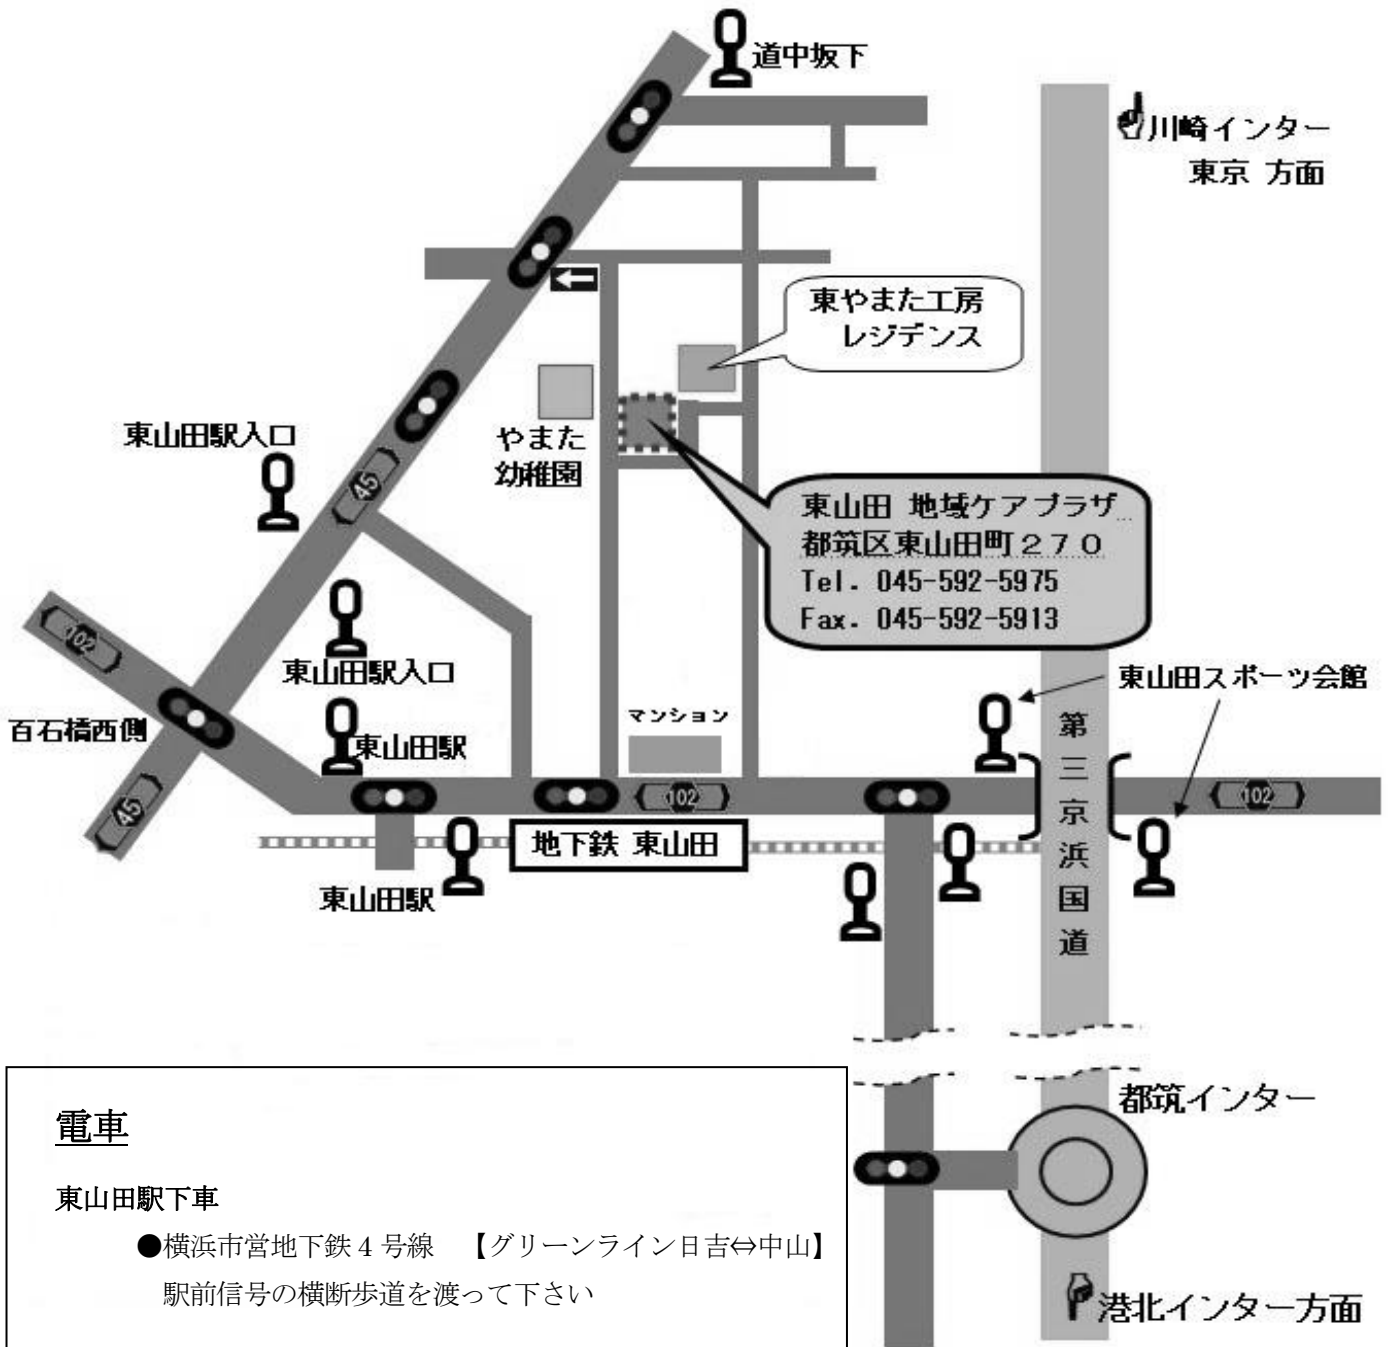 道中坂下
川崎インター
東京 方面
東やまた工房
レジデンス
東山田駅入口
やまた
幼稚園
45
東山田 地域ケアプラザ
都筑区東山田町270
Tel. 045-592-5975
Fax. 045-592-5913
102
東山田駅入口
東山田スポーツ会館
百石橋西側
東山田駅
マンション
第三京浜国道
45
102
102
地下鉄 東山田
東山田駅
都筑インター
港北インター方面
電車
東山田駅下車
●横浜市営地下鉄4号線 【グリーンライン日吉⇔中山】
駅前信号の横断歩道を渡って下さい